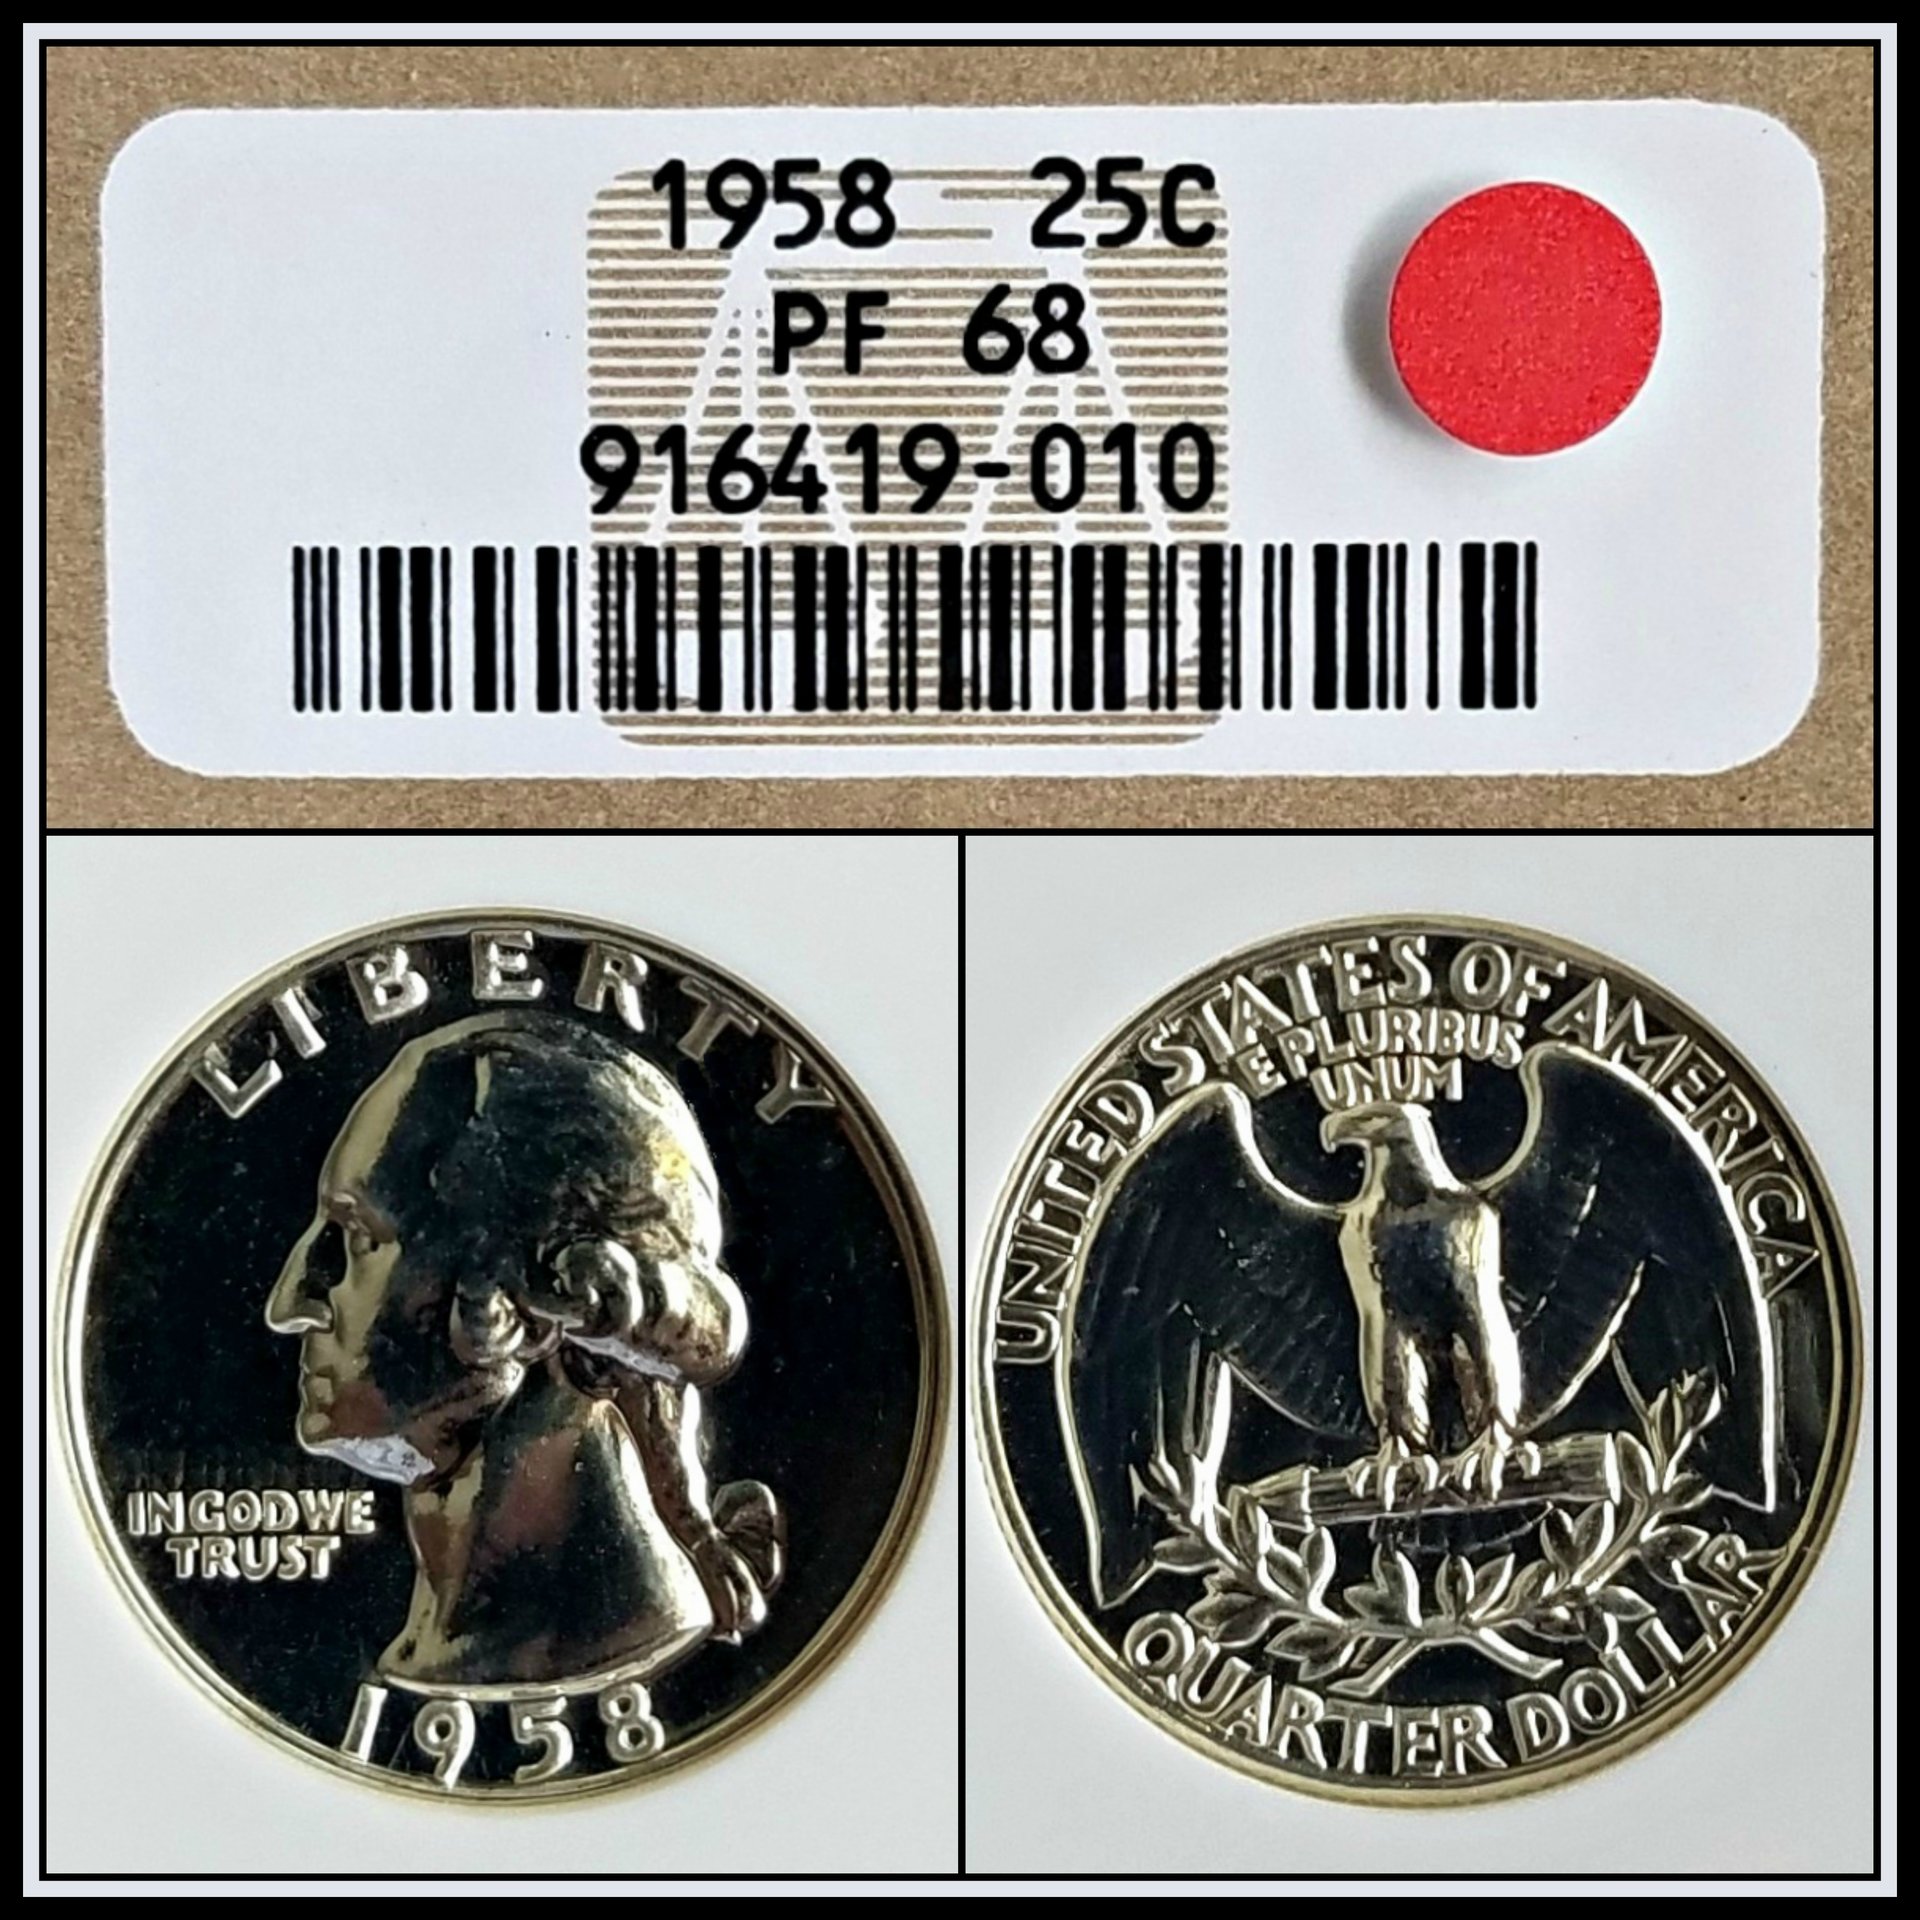 1958 25C
PF 68
916419-010
LIBERTY
IN GOD WE
TRUST
1958
UNITED STATES OF AMERICA
E PLURIBUS
UNUM
QUARTER DOLLAR